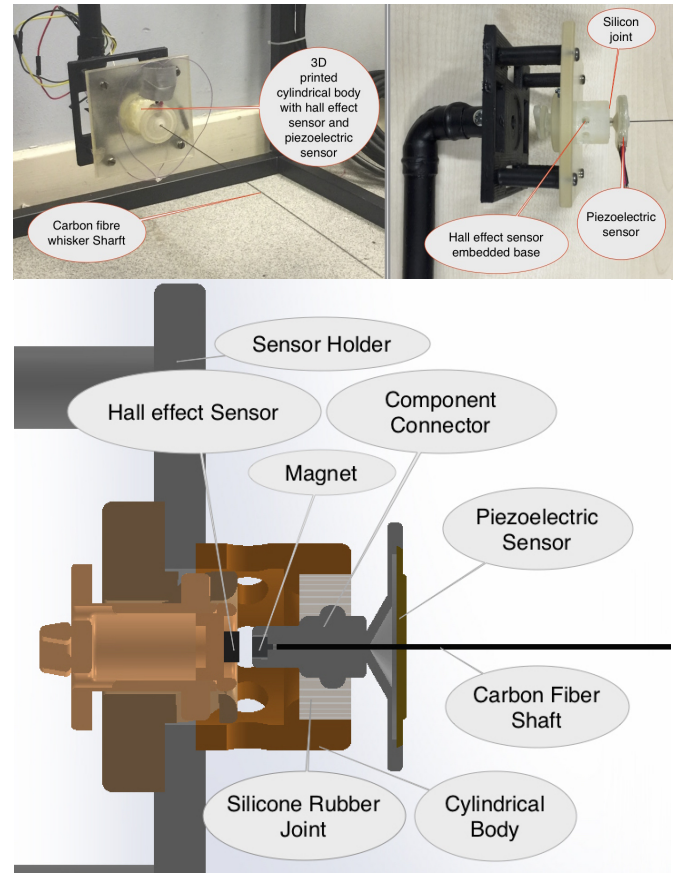 3D
printed
cylindrical body
with hall effect
sensor and
piezoelectric
sensor
Carbon fibre
whisker Sharft
Silicon
joint
Hall effect sensor
embedded base
Piezoelectric
sensor
Sensor Holder
Hall effect Sensor
Component
Connector
Magnet
Piezoelectric
Sensor
Carbon Fiber
Shaft
Silicone Rubber
Joint
Cylindrical
Body